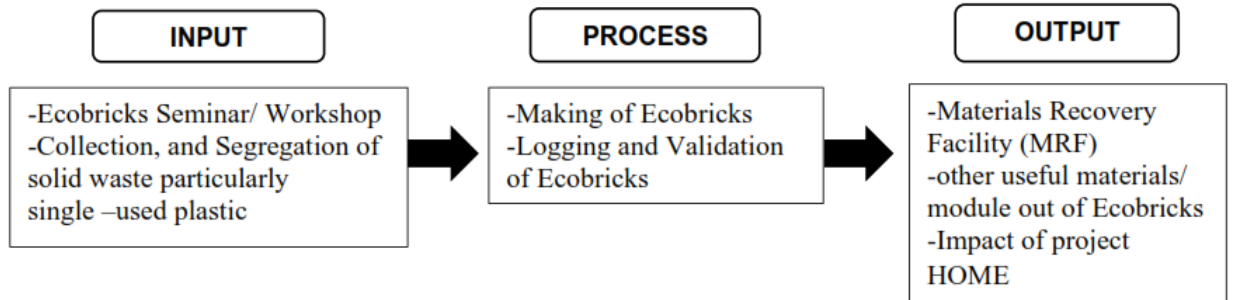 INPUT
-Ecobricks Seminar/ Workshop
-Collection, and Segregation of
solid waste particularly
single –used plastic
PROCESS
-Making of Ecobricks
-Logging and Validation
of Ecobricks
OUTPUT
-Materials Recovery
Facility (MRF)
-other useful materials/
module out of Ecobricks
-Impact of project
HOME